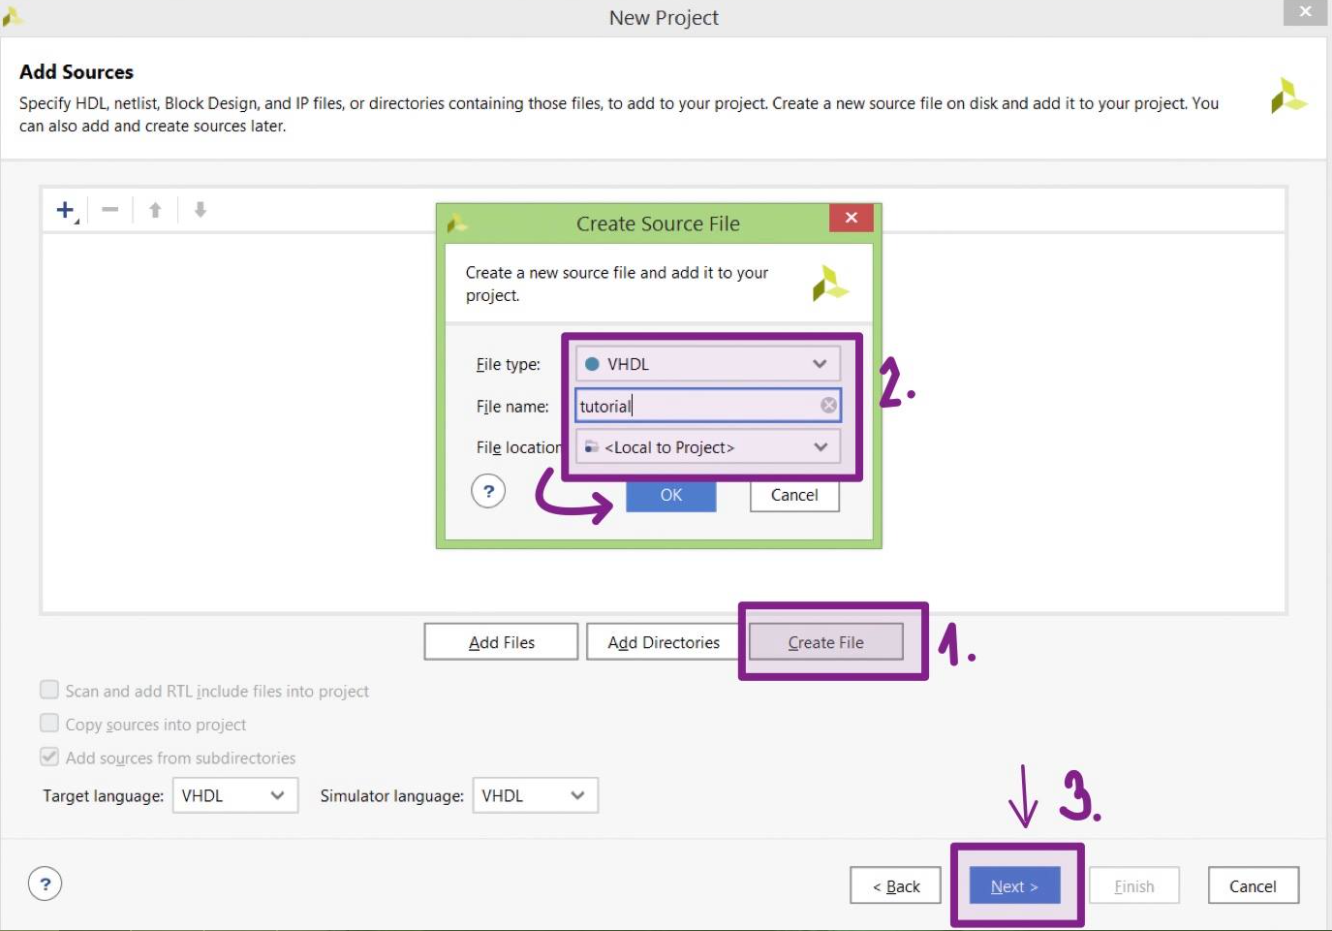 New Project
Add Sources
Specify HDL, netlist, Block Design, and IP files, or directories containing those files, to add to your project. Create a new source file on disk and add it to your project. You
can also add and create sources later.
Create Source File
Create a new source file and add it to your
project.
File type:
VHDL
2.
File name:
tutorial
File location
<Local to Project>
?
OK
Cancel
Add Files
Add Directories
Create File
1.
Scan and add RTL include files into project
Copy sources into project
Add sources from subdirectories
Target language:
VHDL
Simulator language:
VHDL
3.
?
< Back
Next >
Finish
Cancel